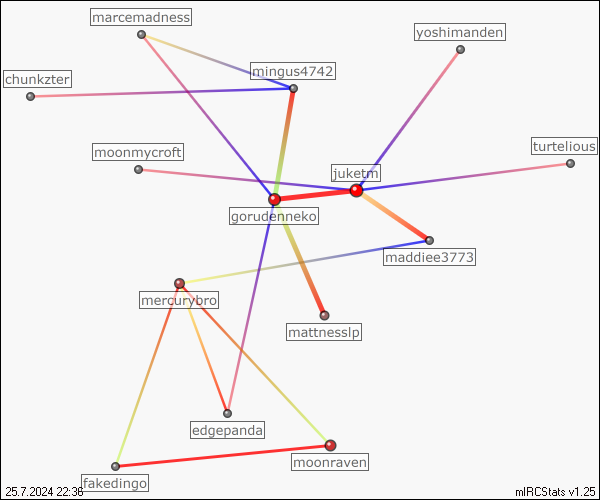 marcemadness
yoshimanden
mingus4742
chunkzter
turtelious
moonmycroft
juketm
gorudenneko
maddiee3773
mercurybro
mattnesslp
edgepanda
moonraven
fakedingo
25.7.2024 22:36
mIRCStats v1.25